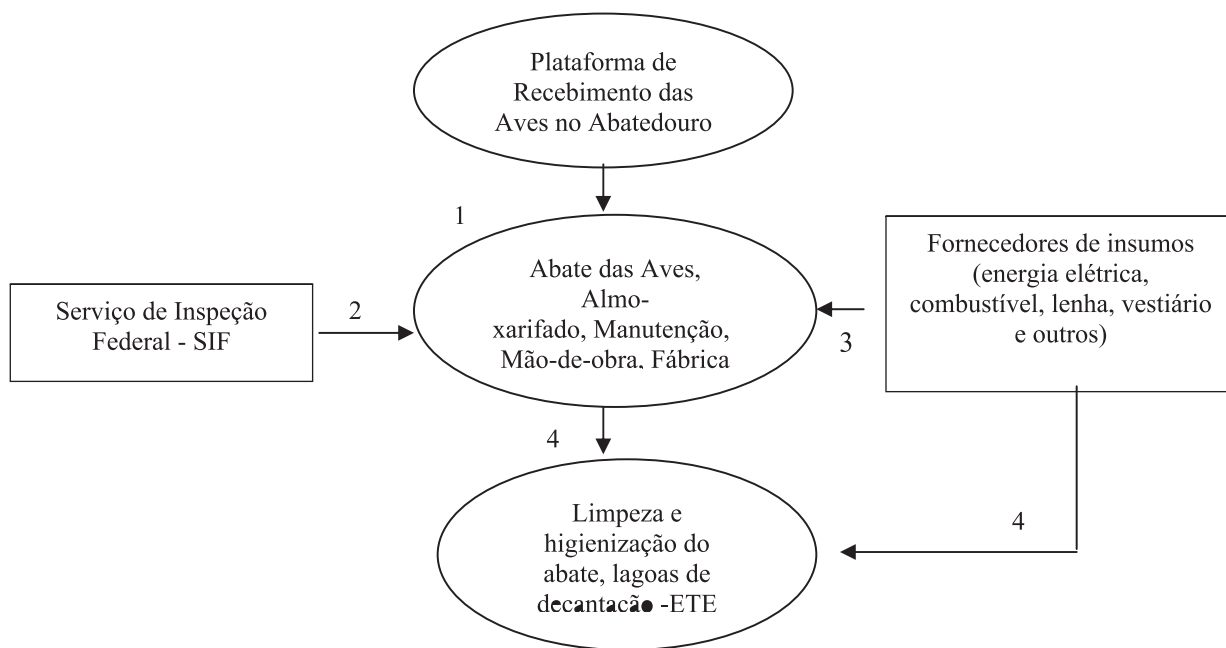 Plataforma de
Recebimento das
Aves no Abatedouro
1
Abate das Aves,
Almo-
xarifado, Manutenção,
Mão-de-obra, Fábrica
Serviço de Inspeção
Federal - SIF
2
Fornecedores de insumos
(energia elétrica,
combustível, lenha, vestiário
e outros)
3
4
Limpeza e
higienização do
abate, lagoas de
decantação -ETE
4